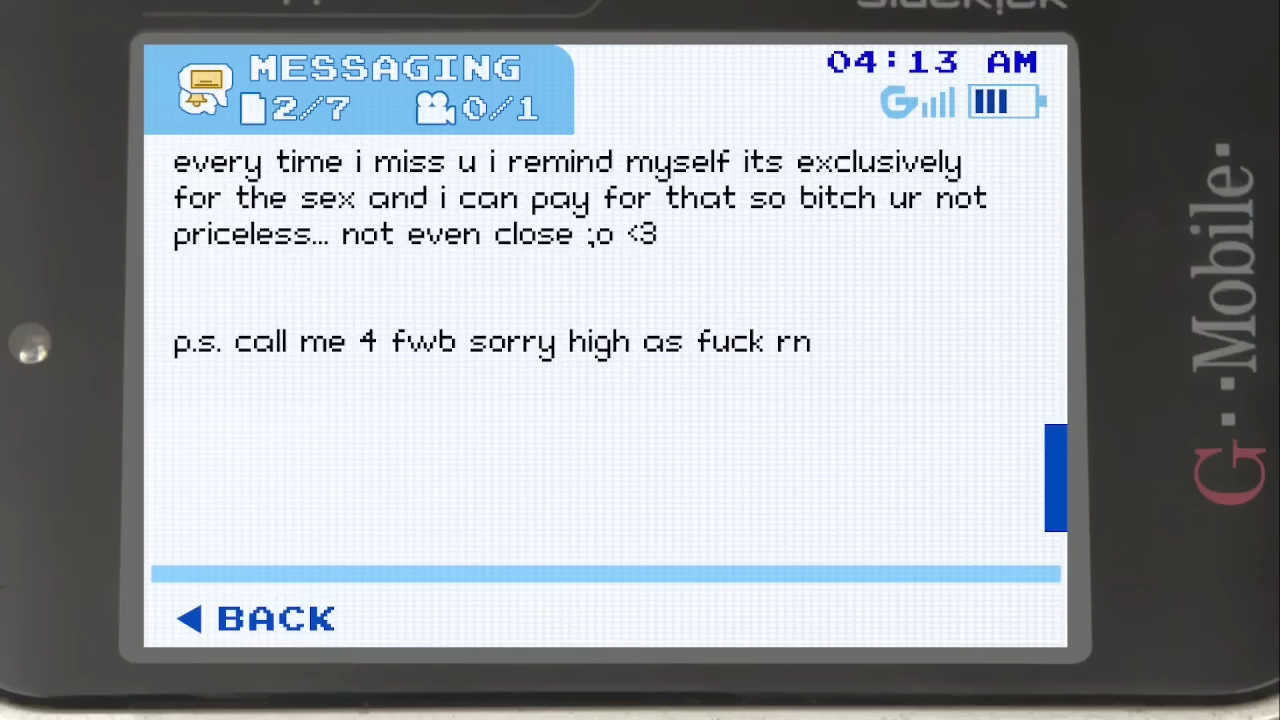 sidekick
MESSAGING
04:13 AM
2/7 0/1
G
every time i miss u i remind myself its exclusively
for the sex and i can pay for that so bitch ur not
priceless... not even close ;o <3
p.s. call me 4 fwb sorry high as fuck rn
BACK
G··Mobile·